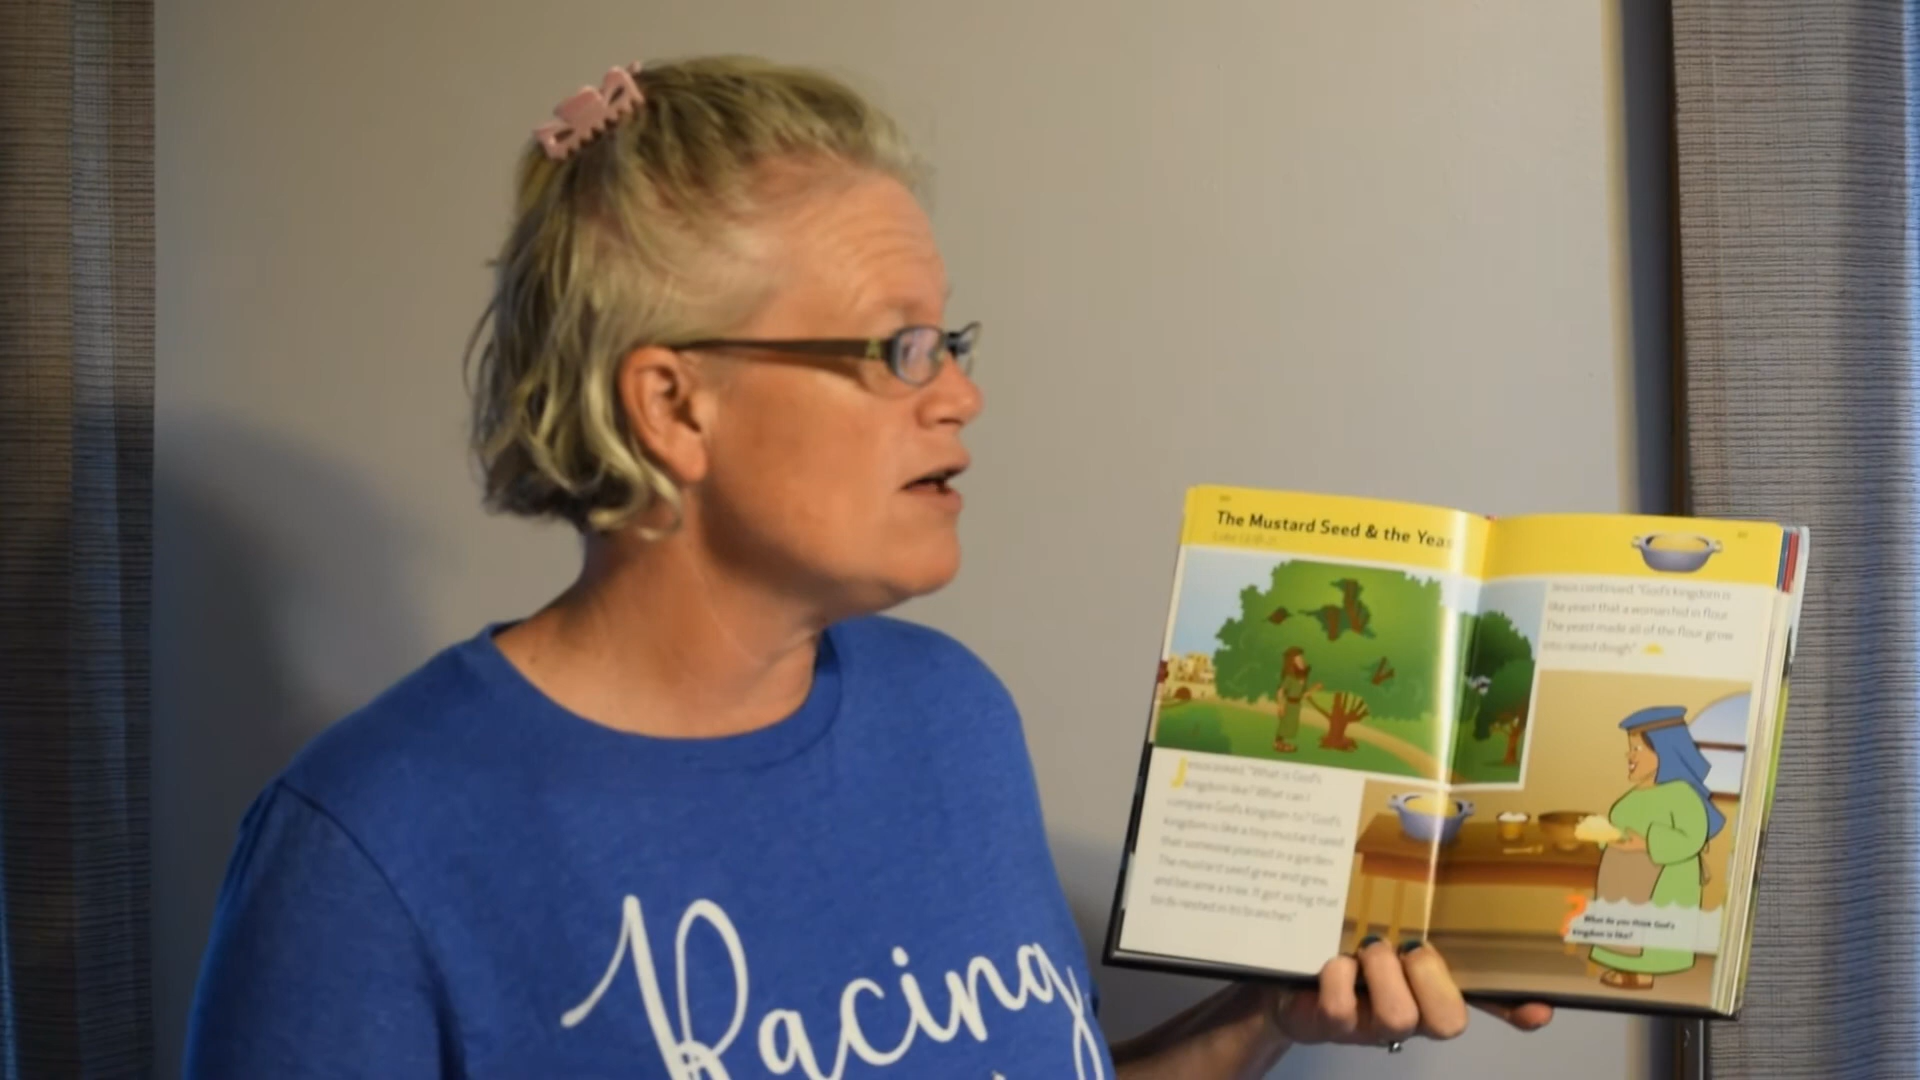 The Mustard Seed & the Yeas
Jesus continued, "God's kingdom is
like yeast that a woman hid in flour.
The yeast made all of the flour grow
into raised dough."
Jesus asked, "What is God's
kingdom like? What can I
compare God's kingdom to? God's
kingdom is like a tiny mustard seed
that someone planted in a garden.
The mustard seed grew and grew
and became a tree. It got so big that
birds nested in its branches."
What do you think God's
kingdom is like?
Racing